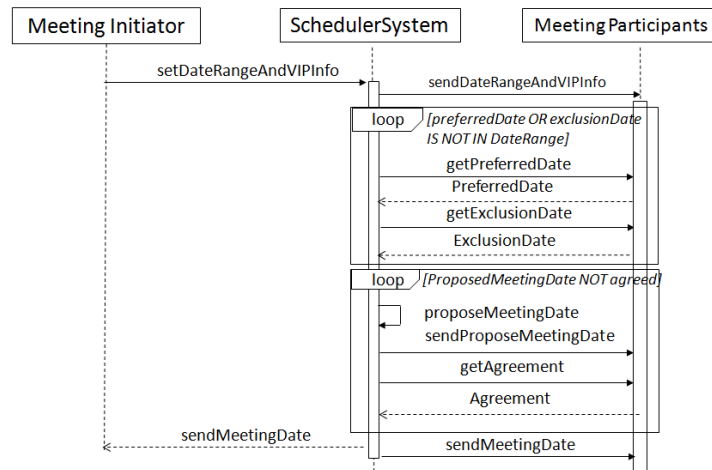 Meeting Initiator
SchedulerSystem
Meeting Participants
setDateRangeAndVIPInfo
sendDateRangeAndVIPInfo
loop
[preferredDate OR exclusionDate
IS NOT IN DateRange]
getPreferredDate
PreferredDate
getExclusionDate
ExclusionDate
loop
[ProposedMeetingDate NOT agreed]
proposeMeetingDate
sendProposeMeetingDate
getAgreement
Agreement
sendMeetingDate
sendMeetingDate